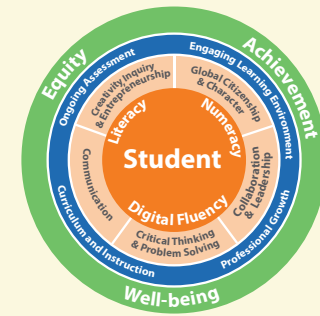 Equity
Achievement
Well-being
Ongoing Assessment
Engaging Learning Environment
Curriculum and Instruction
Professional Growth
Creativity Inquiry
& Entrepreneurship
Global Citizenship
& Character
Communication
Collaboration
& Leadership
Critical Thinking
& Problem Solving
Literacy
Numeracy
Student
Digital Fluency